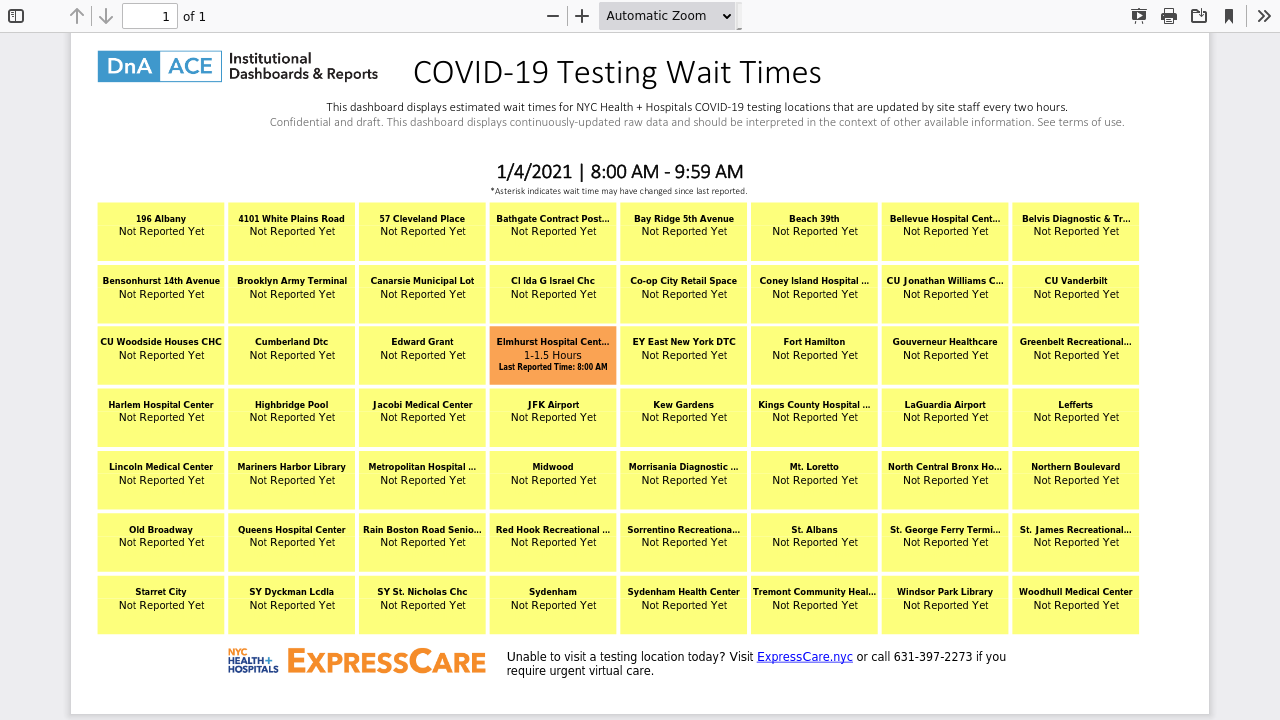 1 of 1 Automatic Zoom
DnA ACE Institutional
Dashboards & Reports
COVID-19 Testing Wait Times
This dashboard displays estimated wait times for NYC Health + Hospitals COVID-19 testing locations that are updated by site staff every two hours.
Confidential and draft. This dashboard displays continuously-updated raw data and should be interpreted in the context of other available information. See terms of use.
1/4/2021 | 8:00 AM - 9:59 AM
*Asterisk indicates wait time may have changed since last reported.
196 Albany 4101 White Plains Road 57 Cleveland Place Bathgate Contract Post... Bay Ridge 5th Avenue Beach 39th Bellevue Hospital Cent... Belvis Diagnostic & Tr...
Not Reported Yet Not Reported Yet Not Reported Yet Not Reported Yet Not Reported Yet Not Reported Yet Not Reported Yet Not Reported Yet
Bensonhurst 14th Avenue Brooklyn Army Terminal Canarsie Municipal Lot Cl Ida G Israel Chc Co-op City Retail Space Coney Island Hospital ... CU Jonathan Williams C... CU Vanderbilt
Not Reported Yet Not Reported Yet Not Reported Yet Not Reported Yet Not Reported Yet Not Reported Yet Not Reported Yet Not Reported Yet
CU Woodside Houses CHC Cumberland Dtc Edward Grant Elmhurst Hospital Cent... EY East New York DTC Fort Hamilton Gouverneur Healthcare Greenbelt Recreational...
Not Reported Yet Not Reported Yet Not Reported Yet 1-1.5 Hours Not Reported Yet Not Reported Yet Not Reported Yet Not Reported Yet
Last Reported Time: 8:00 AM
Harlem Hospital Center Highbridge Pool Jacobi Medical Center JFK Airport Kew Gardens Kings County Hospital ... LaGuardia Airport Lefferts
Not Reported Yet Not Reported Yet Not Reported Yet Not Reported Yet Not Reported Yet Not Reported Yet Not Reported Yet Not Reported Yet
Lincoln Medical Center Mariners Harbor Library Metropolitan Hospital ... Midwood Morrisania Diagnostic ... Mt. Loretto North Central Bronx Ho... Northern Boulevard
Not Reported Yet Not Reported Yet Not Reported Yet Not Reported Yet Not Reported Yet Not Reported Yet Not Reported Yet Not Reported Yet
Old Broadway Queens Hospital Center Rain Boston Road Senio... Red Hook Recreational ... Sorrentino Recreationa... St. Albans St. George Ferry Termi... St. James Recreational...
Not Reported Yet Not Reported Yet Not Reported Yet Not Reported Yet Not Reported Yet Not Reported Yet Not Reported Yet Not Reported Yet
Starret City SY Dyckman Lcdla SY St. Nicholas Chc Sydenham Sydenham Health Center Tremont Community Heal... Windsor Park Library Woodhull Medical Center
Not Reported Yet Not Reported Yet Not Reported Yet Not Reported Yet Not Reported Yet Not Reported Yet Not Reported Yet Not Reported Yet
NYC
HEALTH+
HOSPITALS
EXPRESSCARE
Unable to visit a testing location today? Visit ExpressCare.nyc or call 631-397-2273 if you
require urgent virtual care.